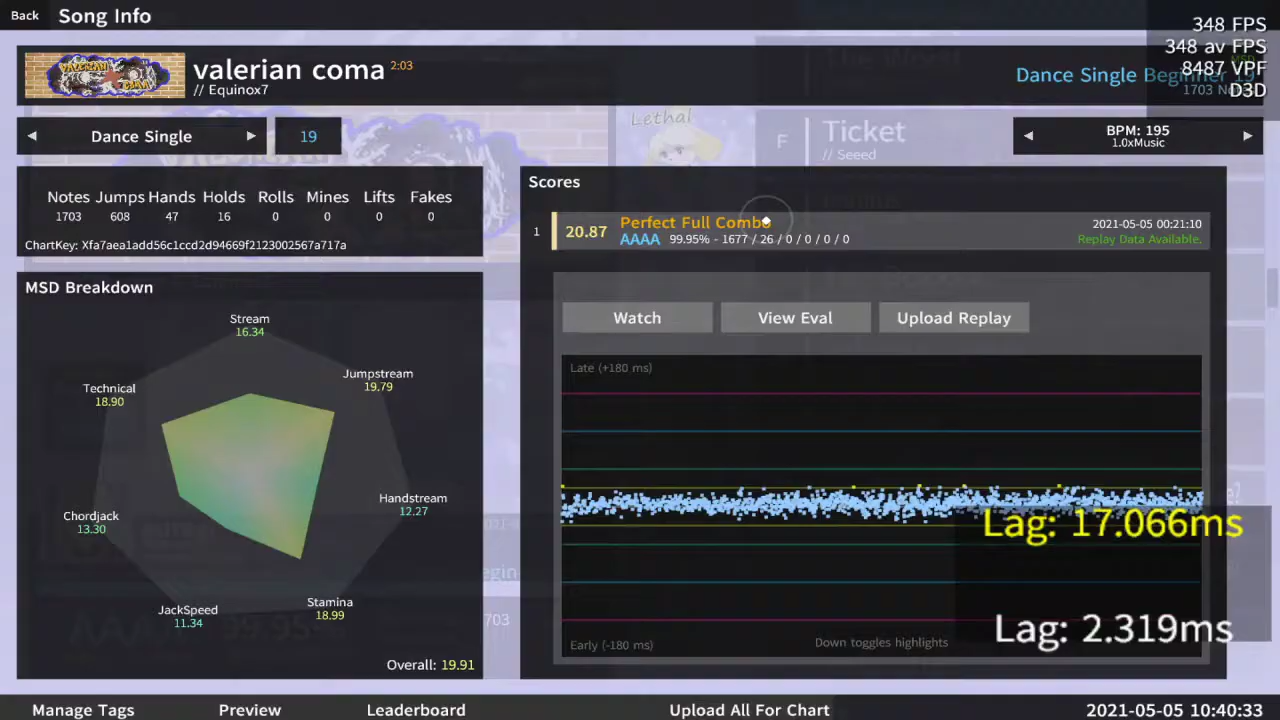 Back Song Info
348 FPS
348 av FPS
8487 VPF
D3D
valerian coma 2:03
// Equinox7
Dance Single Beginner 19
1703
Dance Single
19
BPM: 195
1.0xMusic
Lethal
F
Ticket
// Seeed
Notes Jumps Hands Holds Rolls Mines Lifts Fakes
1703 608 47 16 0 0 0 0
ChartKey: Xfa7aea1add56c1ccd2d94669f2123002567a717a
Scores
1
20.87
Perfect Full Combo
AAAA 99.95% - 1677 / 26 / 0 / 0 / 0 / 0
2021-05-05 00:21:10
Replay Data Available.
MSD Breakdown
Stream
16.34
Jumpstream
19.79
Technical
18.90
Handstream
12.27
Chordjack
13.30
Stamina
18.99
JackSpeed
11.34
Overall: 19.91
Watch View Eval Upload Replay
Late (+180 ms)
Early (-180 ms)
Down toggles highlights
Lag: 17.066ms
Lag: 2.319ms
Manage Tags Preview Leaderboard Upload All For Chart 2021-05-05 10:40:33